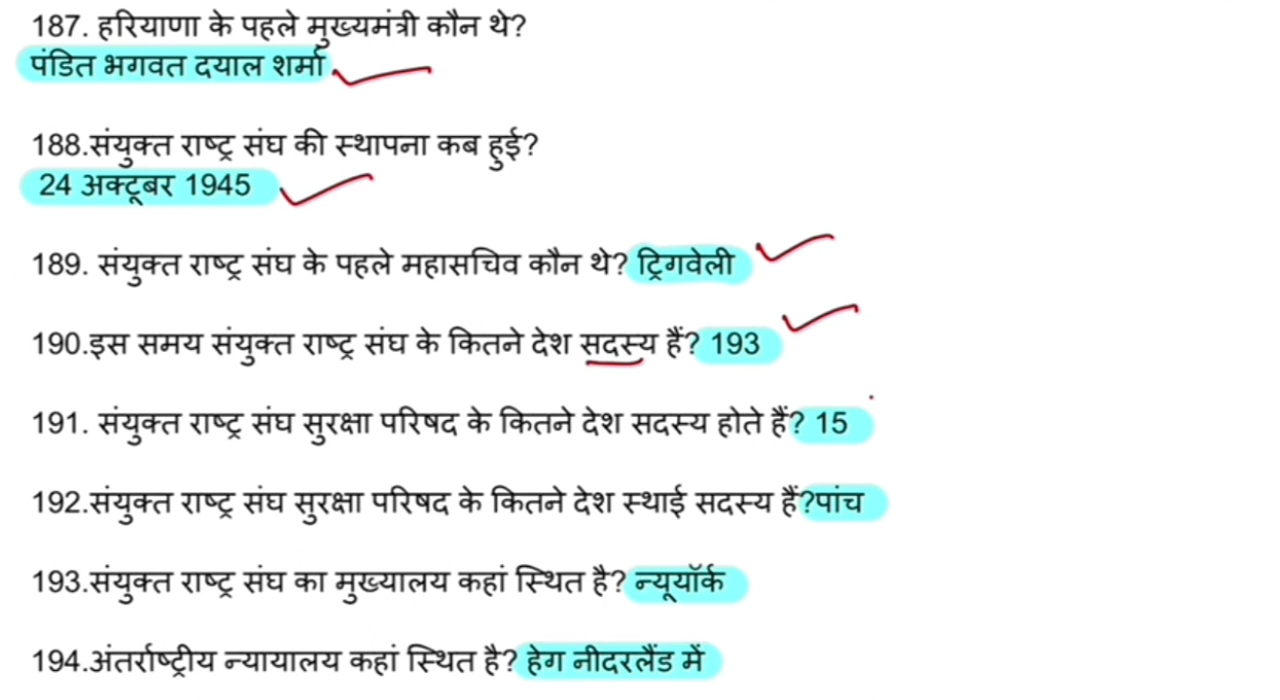 187. हरियाणा के पहले मुख्यमंत्री कौन थे?
पंडित भगवत दयाल शर्मा
188.संयुक्त राष्ट्र संघ की स्थापना कब हुई?
24 अक्टूबर 1945
189. संयुक्त राष्ट्र संघ के पहले महासचिव कौन थे? ट्रिगवेली
190.इस समय संयुक्त राष्ट्र संघ के कितने देश सदस्य हैं? 193
191. संयुक्त राष्ट्र संघ सुरक्षा परिषद के कितने देश सदस्य होते हैं? 15
192.संयुक्त राष्ट्र संघ सुरक्षा परिषद के कितने देश स्थाई सदस्य हैं?पांच
193.संयुक्त राष्ट्र संघ का मुख्यालय कहां स्थित है? न्यूयॉर्क
194.अंतर्राष्ट्रीय न्यायालय कहां स्थित है? हेग नीदरलैंड में